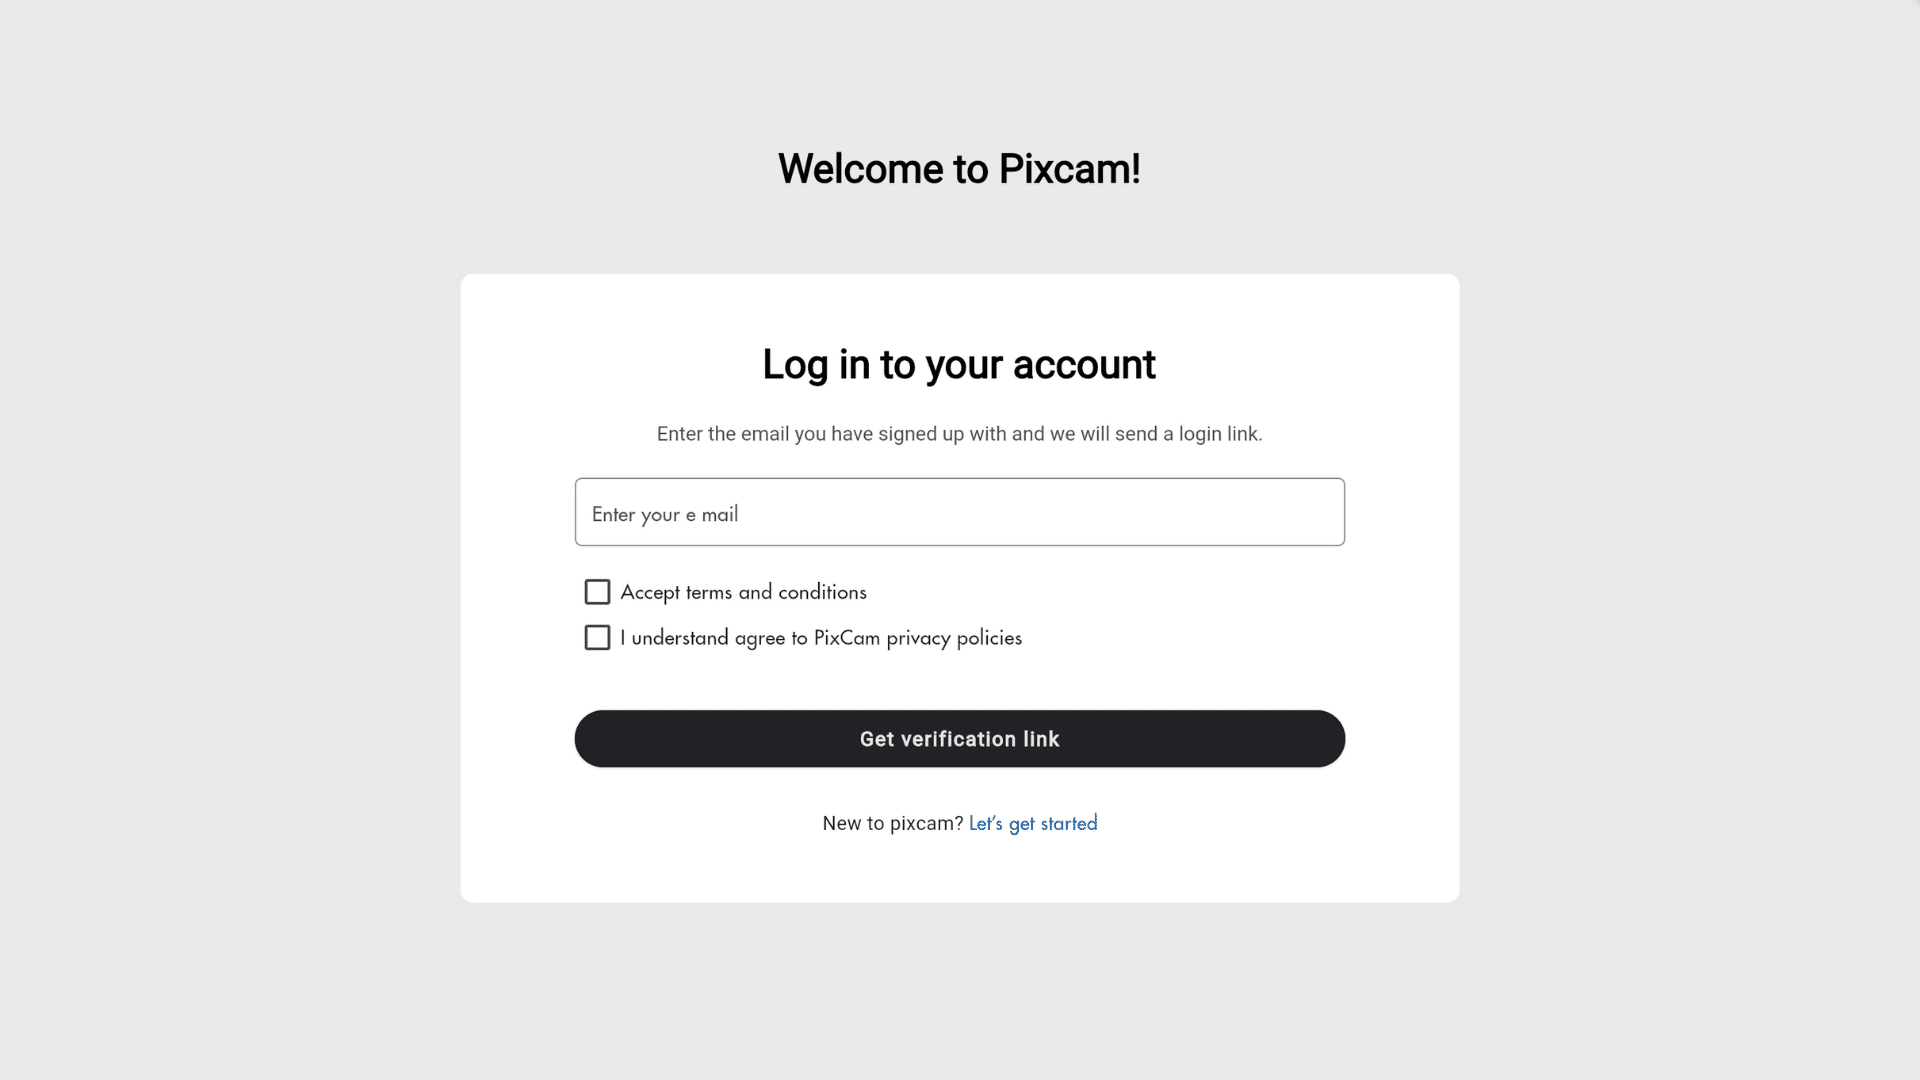 Welcome to Pixcam!
Log in to your account
Enter the email you have signed up with and we will send a login link.
Enter your e mail
Accept terms and conditions
I understand agree to PixCam privacy policies
Get verification link
New to pixcam? Let's get started